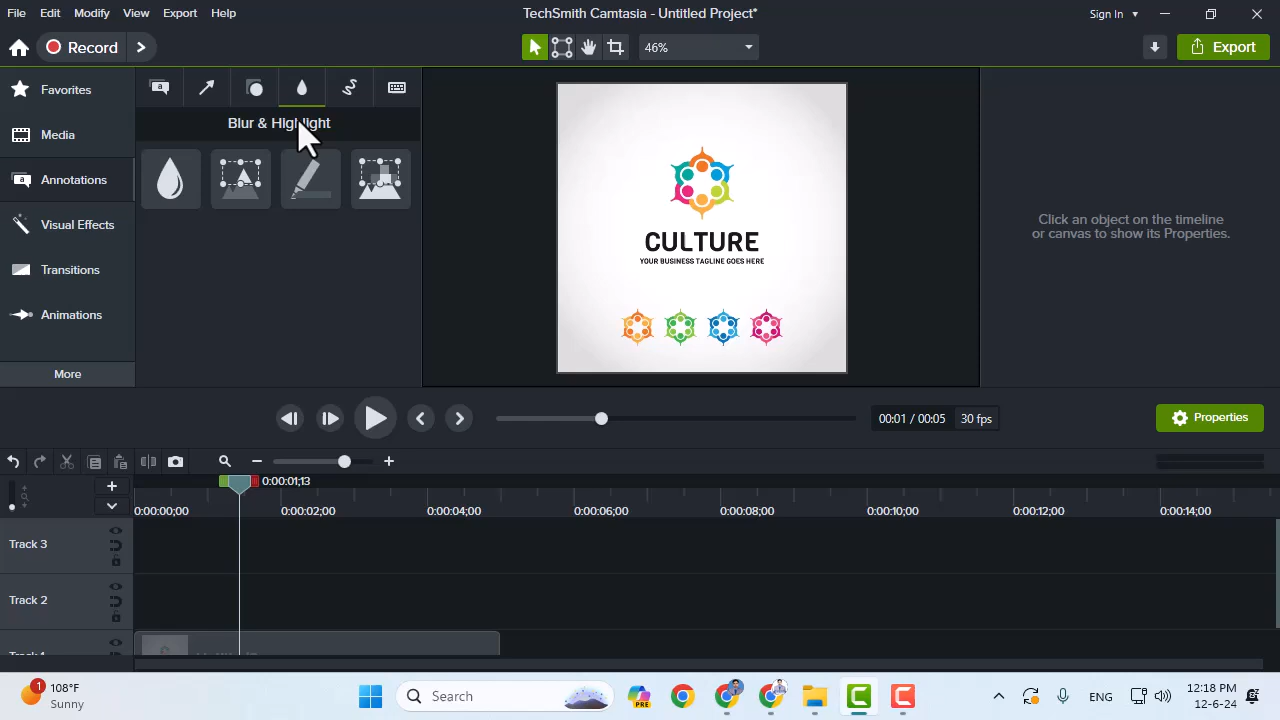 File Edit Modify View Export Help
TechSmith Camtasia - Untitled Project*
Sign In
Record
46%
Export
Favorites
Media
Annotations
Visual Effects
Transitions
Animations
More
Blur & Highlight
CULTURE
YOUR BUSINESS TAGLINE GOES HERE
Click an object on the timeline
or canvas to show its Properties.
00:01 / 00:05
30 fps
Properties
0:00:01;13
0:00:00;00 0:00:02;00 0:00:04;00 0:00:06;00 0:00:08;00 0:00:10;00 0:00:12;00 0:00:14;00
Track 3
Track 2
1
108°F
Sunny
Search
PRE
ENG
12:18 PM
12-6-24